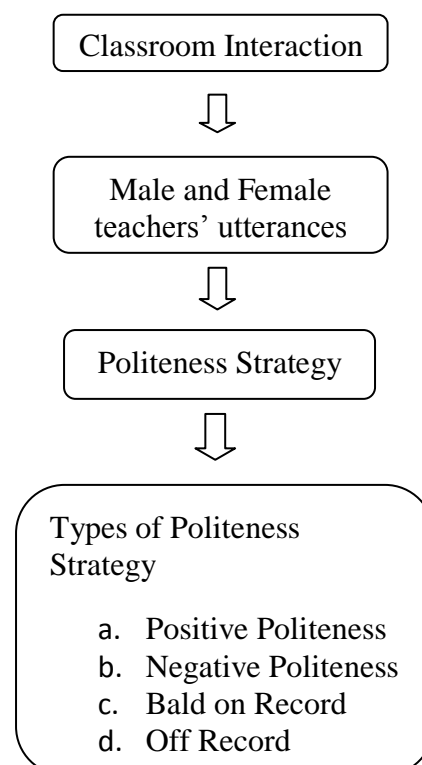 Classroom Interaction
Male and Female
teachers’ utterances
Politeness Strategy
Types of Politeness
Strategy
a. Positive Politeness
b. Negative Politeness
c. Bald on Record
d. Off Record